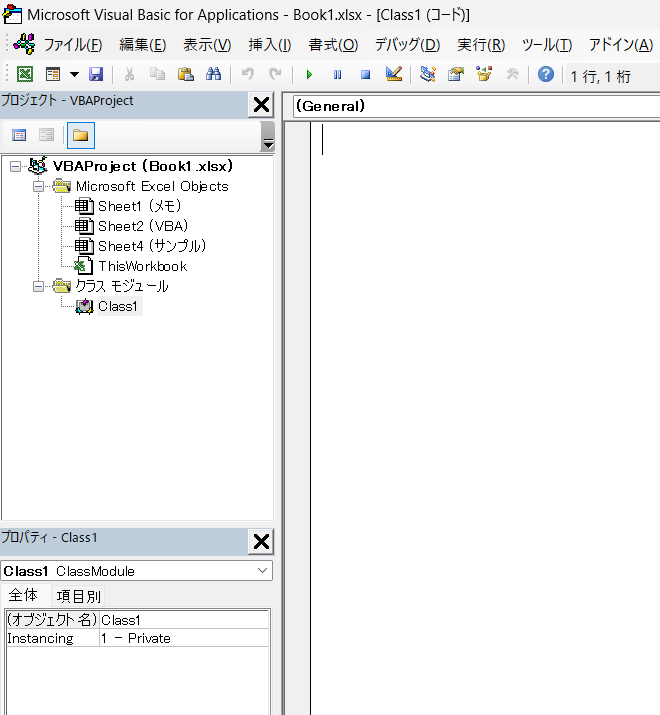 Microsoft Visual Basic for Applications - Book1.xlsx - [Class1 (コード)]
ファイル(F) 編集(E) 表示(V) 挿入(I) 書式(O) デバッグ(D) 実行(R) ツール(T) アドイン(A)
1 行, 1 桁
プロジェクト - VBAProject
(General)
VBAProject (Book1.xlsx)
Microsoft Excel Objects
Sheet1 (メモ)
Sheet2 (VBA)
Sheet4 (サンプル)
ThisWorkbook
クラス モジュール
Class1
プロパティ - Class1
Class1 ClassModule
全体 項目別
(オブジェクト名) Class1
Instancing 1 - Private